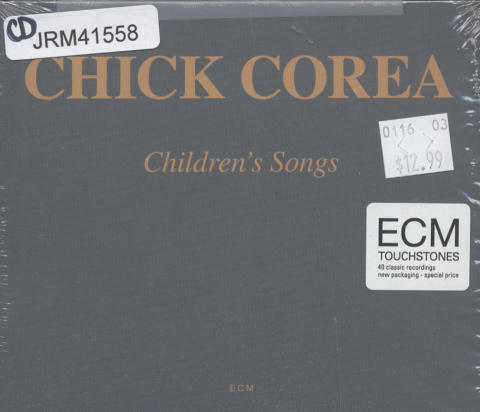 CD JRM41558
CHICK COREA
0116 03
$12.99
Children's Songs
ECM
TOUCHSTONES
40 classic recordings
new packaging - special price
ECM